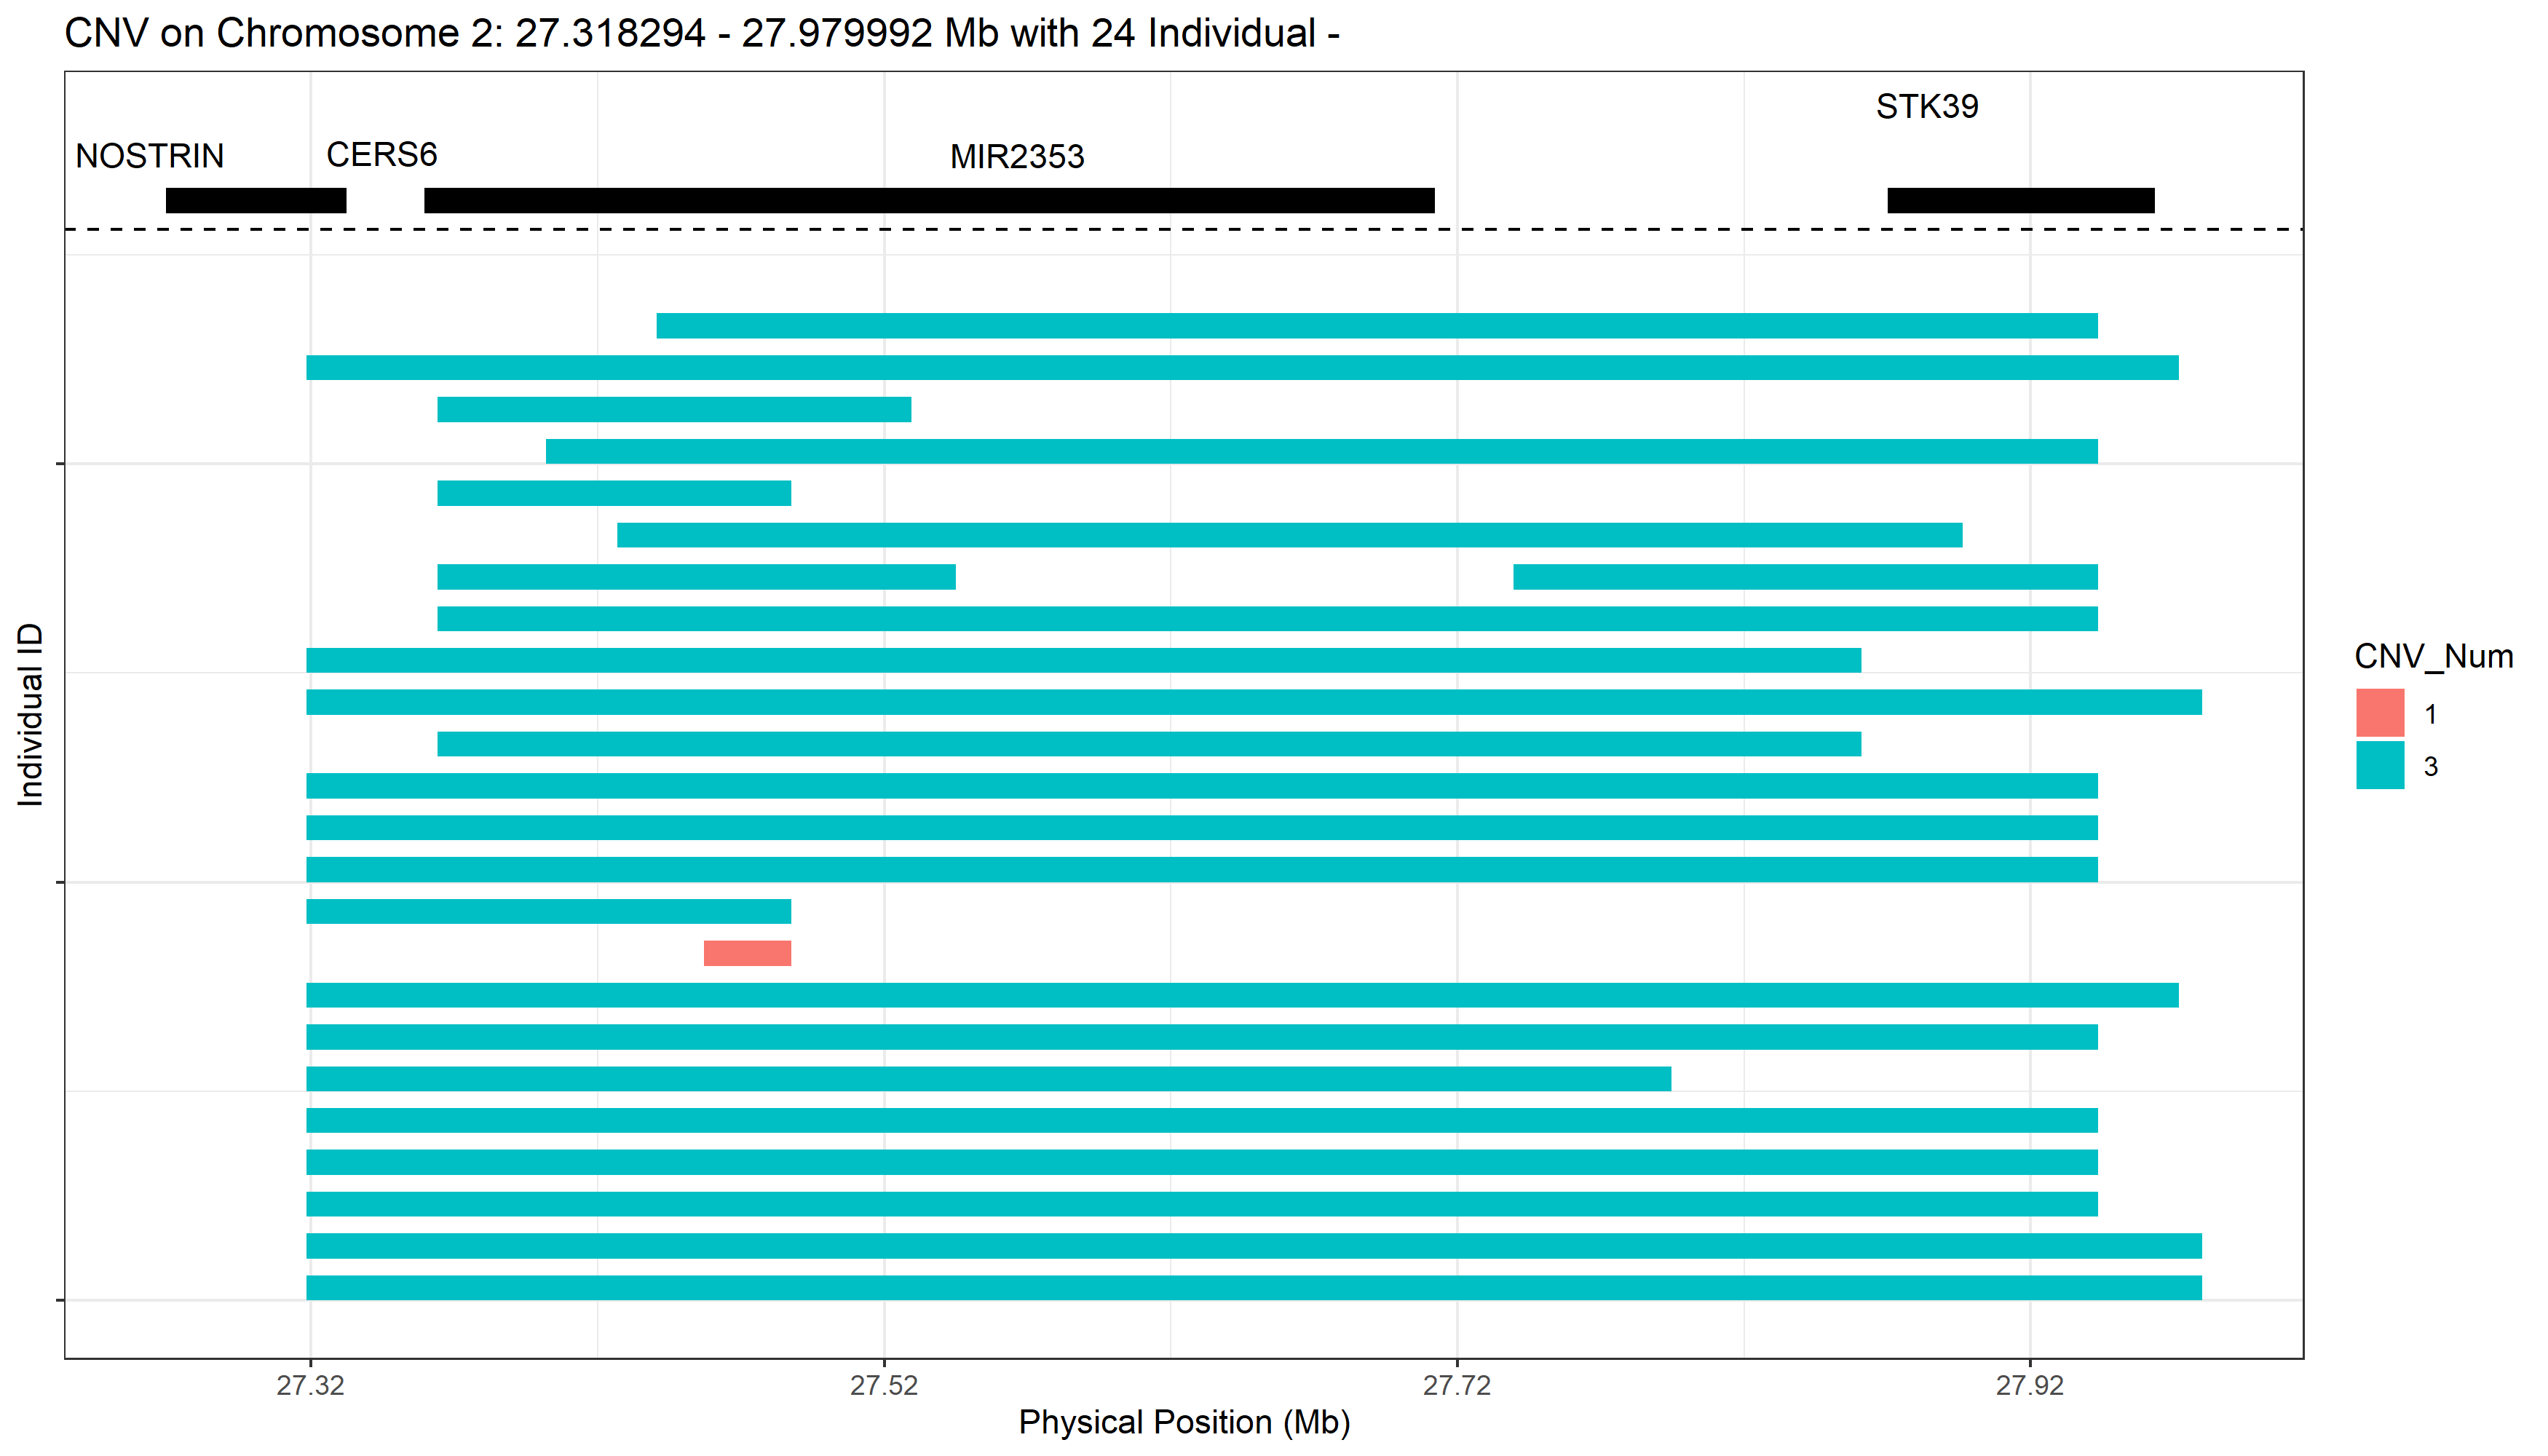 CNV on Chromosome 2: 27.318294 - 27.979992 Mb with 24 Individual -
STK39
NOSTRIN
CERS6
MIR2353
Individual ID
CNV_Num
1
3
27.32
27.52
27.72
27.92
Physical Position (Mb)